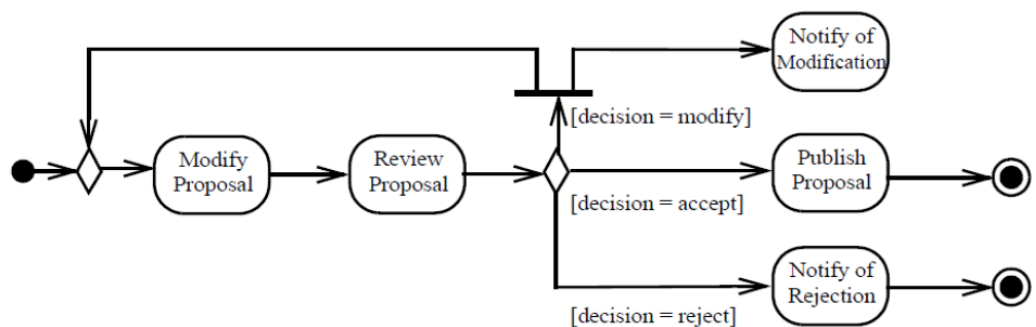 Notify of
Modification
[decision = modify]
Modify
Proposal
Review
Proposal
Publish
Proposal
[decision = accept]
Notify of
Rejection
[decision = reject]